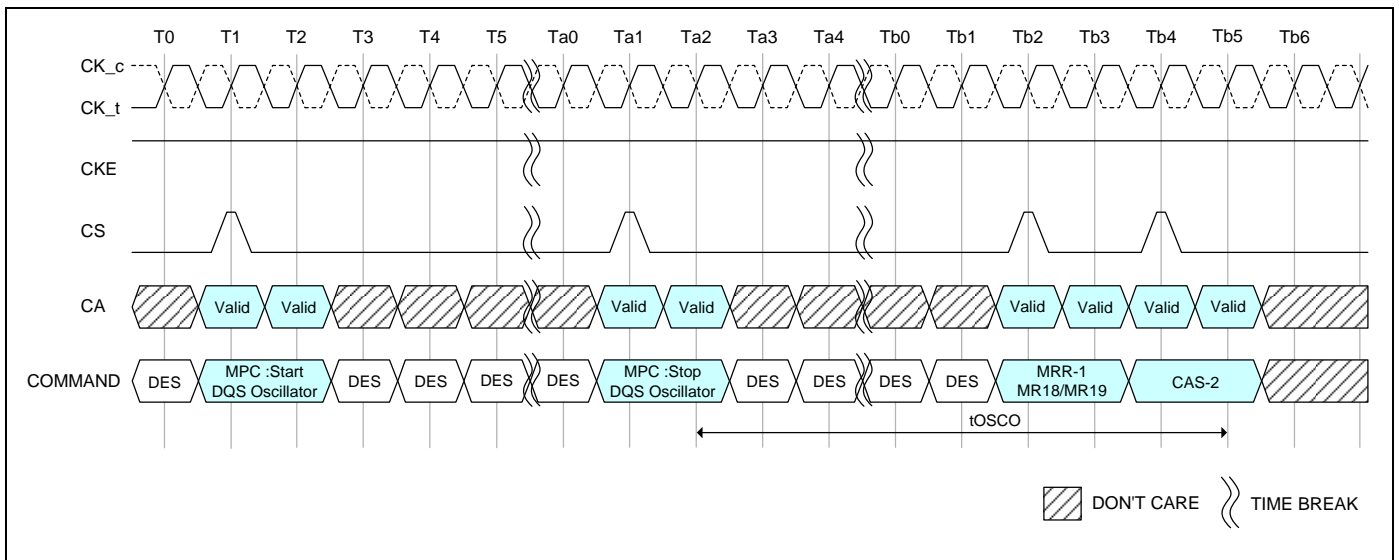 T0 T1 T2 T3 T4 T5 Ta0 Ta1 Ta2 Ta3 Ta4 Tb0 Tb1 Tb2 Tb3 Tb4 Tb5 Tb6
CK_c
CK_t
CKE
CS
CA Valid Valid Valid Valid Valid Valid Valid Valid
COMMAND DES MPC :Start DES DES DES DES MPC :Stop DES DES DES DES MRR-1 CAS-2
DQS Oscillator DQS Oscillator MR18/MR19
tOSCO
DON'T CARE TIME BREAK